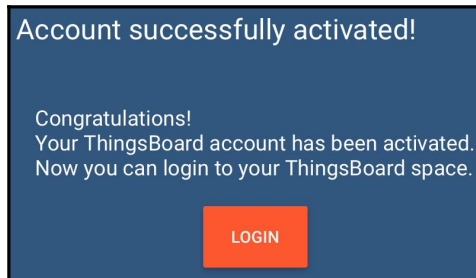 Account successfully activated!
Congratulations!
Your ThingsBoard account has been activated.
Now you can login to your ThingsBoard space.
LOGIN